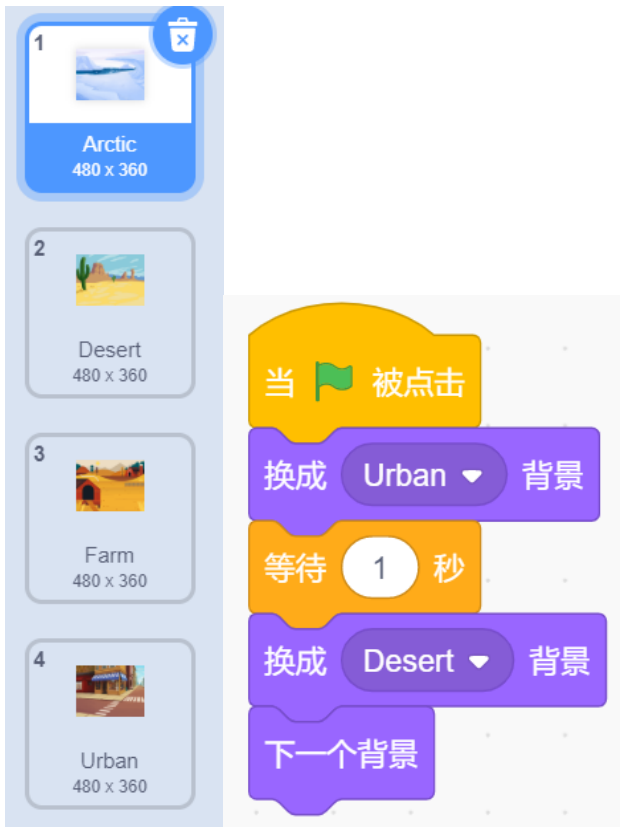 1
Arctic
480 x 360
2
Desert
480 x 360
3
Farm
480 x 360
4
Urban
480 x 360
当 被点击
换成 Urban 背景
等待 1 秒
换成 Desert 背景
下一个背景